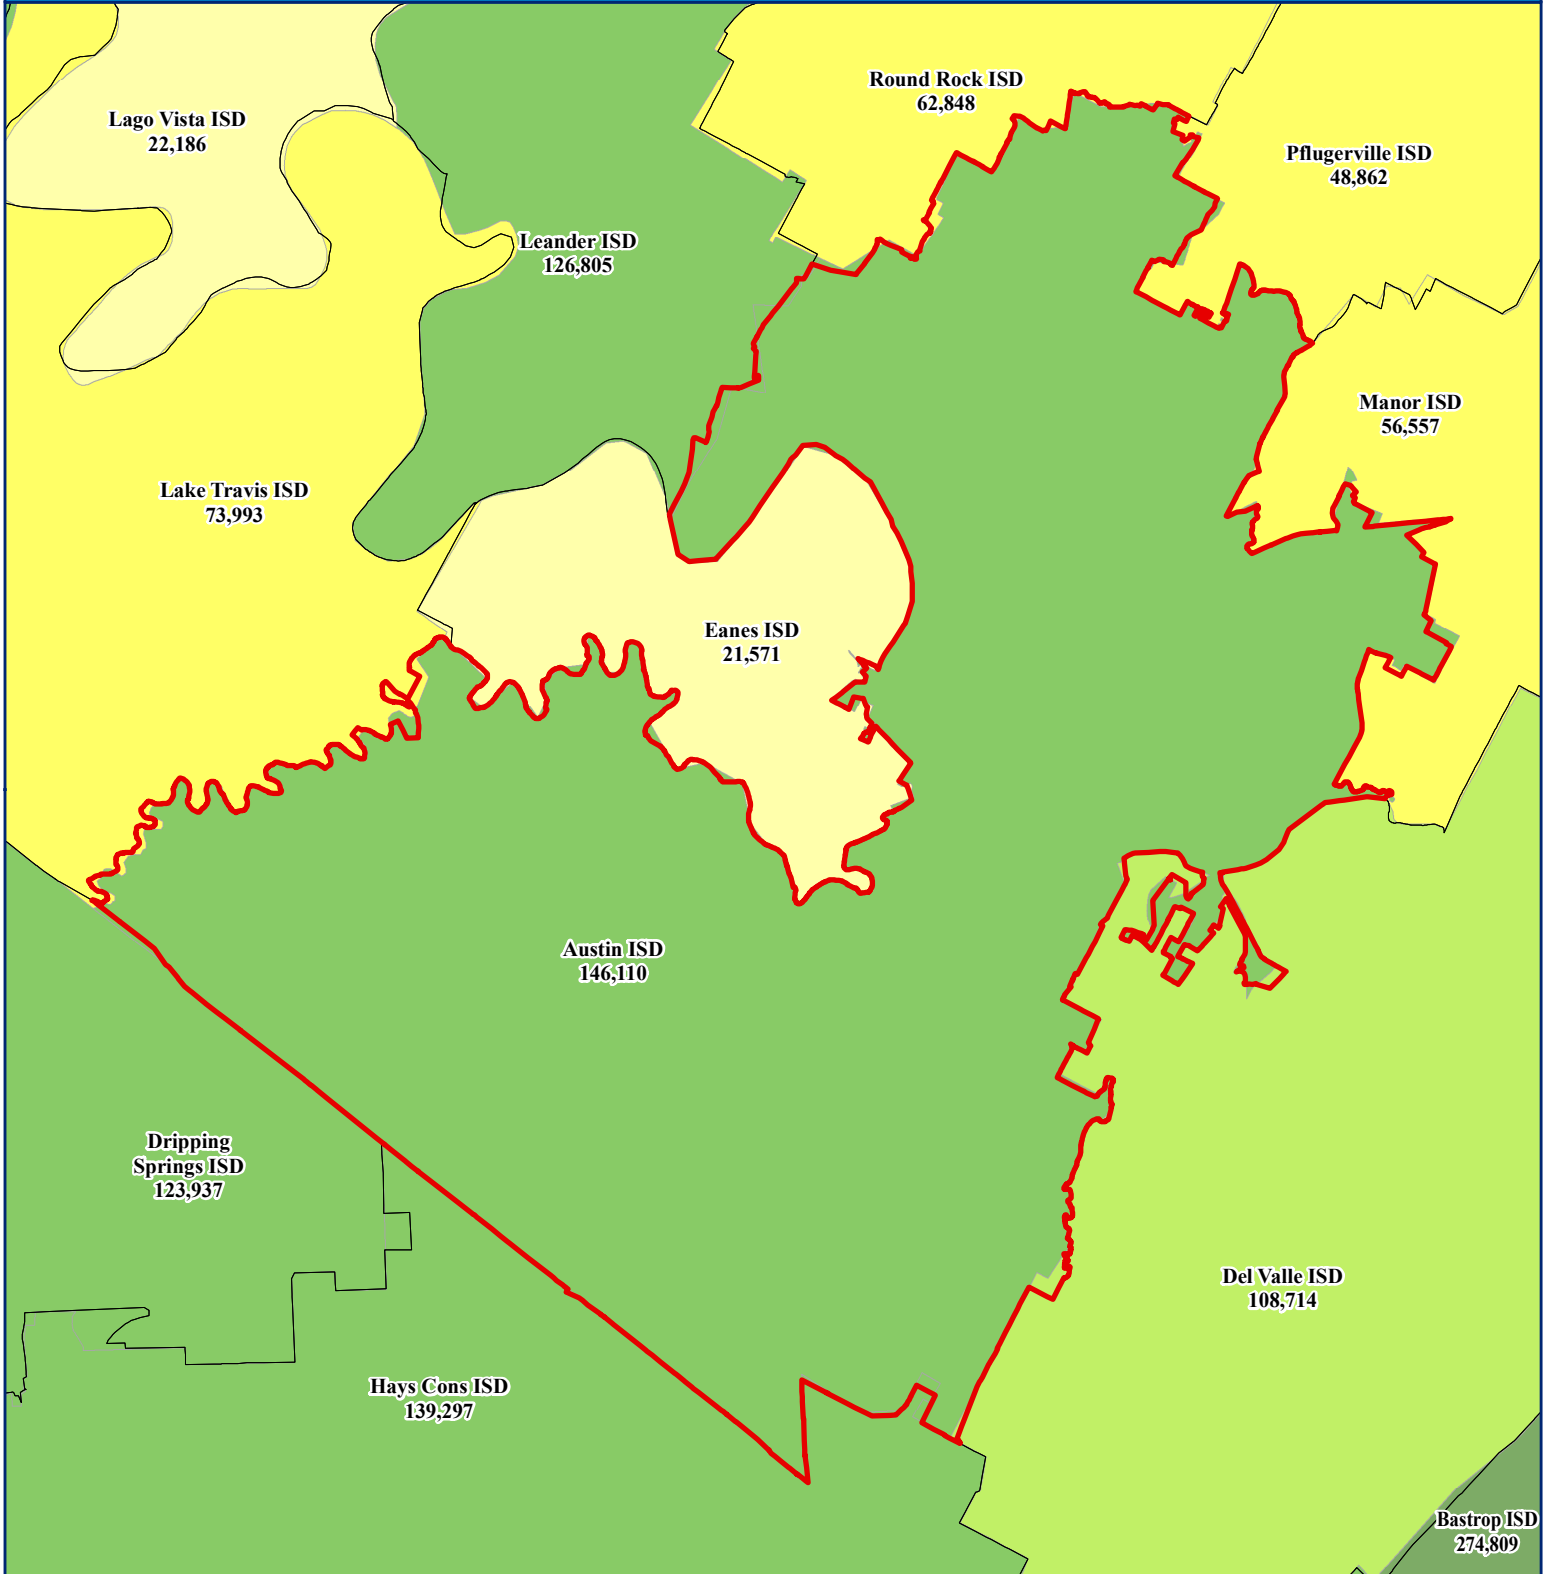 Round Rock ISD
62,848
Lago Vista ISD
22,186
Pflugerville ISD
48,862
Leander ISD
126,805
Manor ISD
56,557
Lake Travis ISD
73,993
Eanes ISD
21,571
Austin ISD
146,110
Dripping
Springs ISD
123,937
Del Valle ISD
108,714
Hays Cons ISD
139,297
Bastrop ISD
274,809